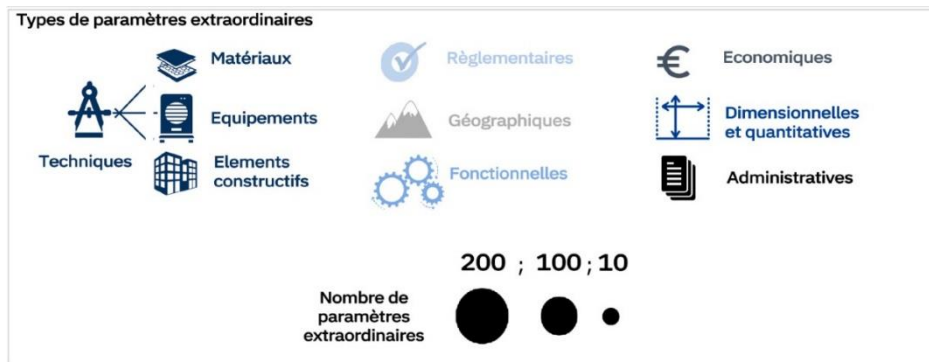 Types de paramètres extraordinaires
Matériaux
Règlementaires
€ Economiques
Equipements
Géographiques
Dimensionnelles
et quantitatives
Techniques
Elements
constructifs
Fonctionnelles
Administratives
200 ; 100 ; 10
Nombre de
paramètres
extraordinaires